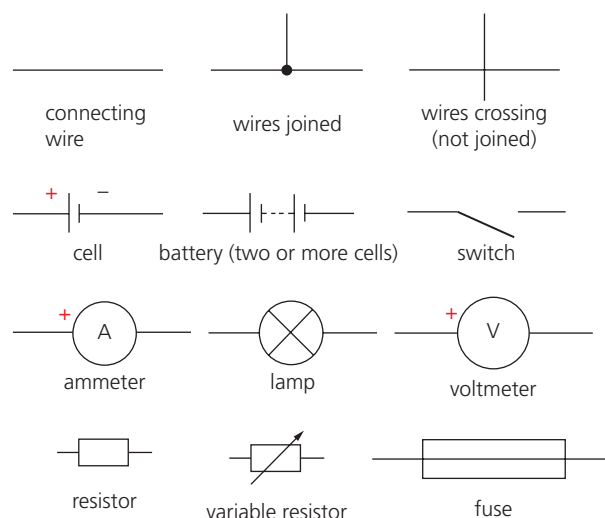 connecting
wire
wires joined
wires crossing
(not joined)
+ −
cell
battery (two or more cells)
switch
+
A
ammeter
lamp
+
V
voltmeter
resistor
variable resistor
fuse